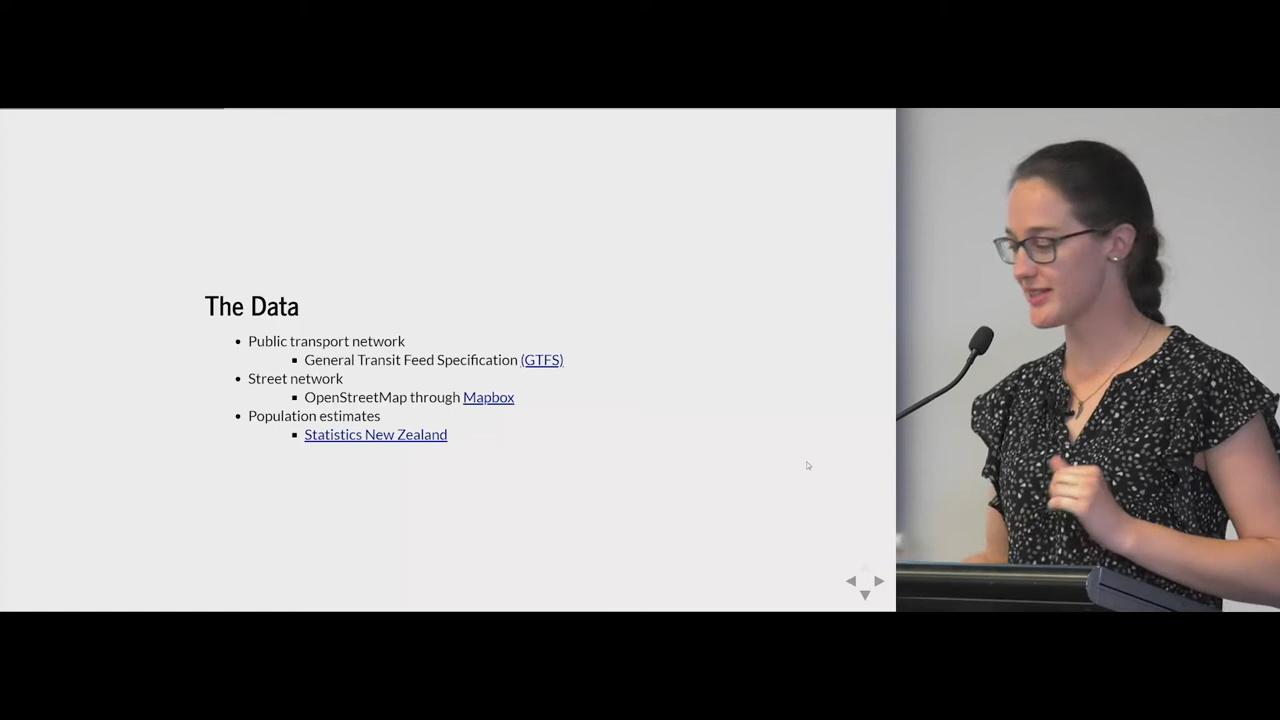 The Data
• Public transport network
▪ General Transit Feed Specification (GTFS)
• Street network
▪ OpenStreetMap through Mapbox
• Population estimates
▪ Statistics New Zealand